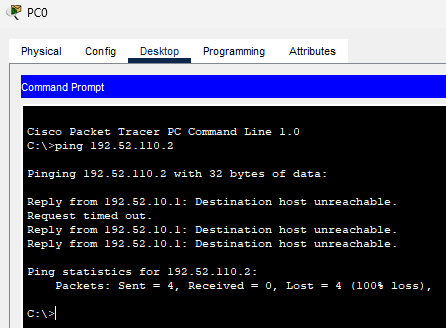 PC0
Physical Config Desktop Programming Attributes
Command Prompt
Cisco Packet Tracer PC Command Line 1.0
C:\>ping 192.52.110.2
Pinging 192.52.110.2 with 32 bytes of data:
Reply from 192.52.10.1: Destination host unreachable.
Request timed out.
Reply from 192.52.10.1: Destination host unreachable.
Reply from 192.52.10.1: Destination host unreachable.
Ping statistics for 192.52.110.2:
Packets: Sent = 4, Received = 0, Lost = 4 (100% loss),
C:\>